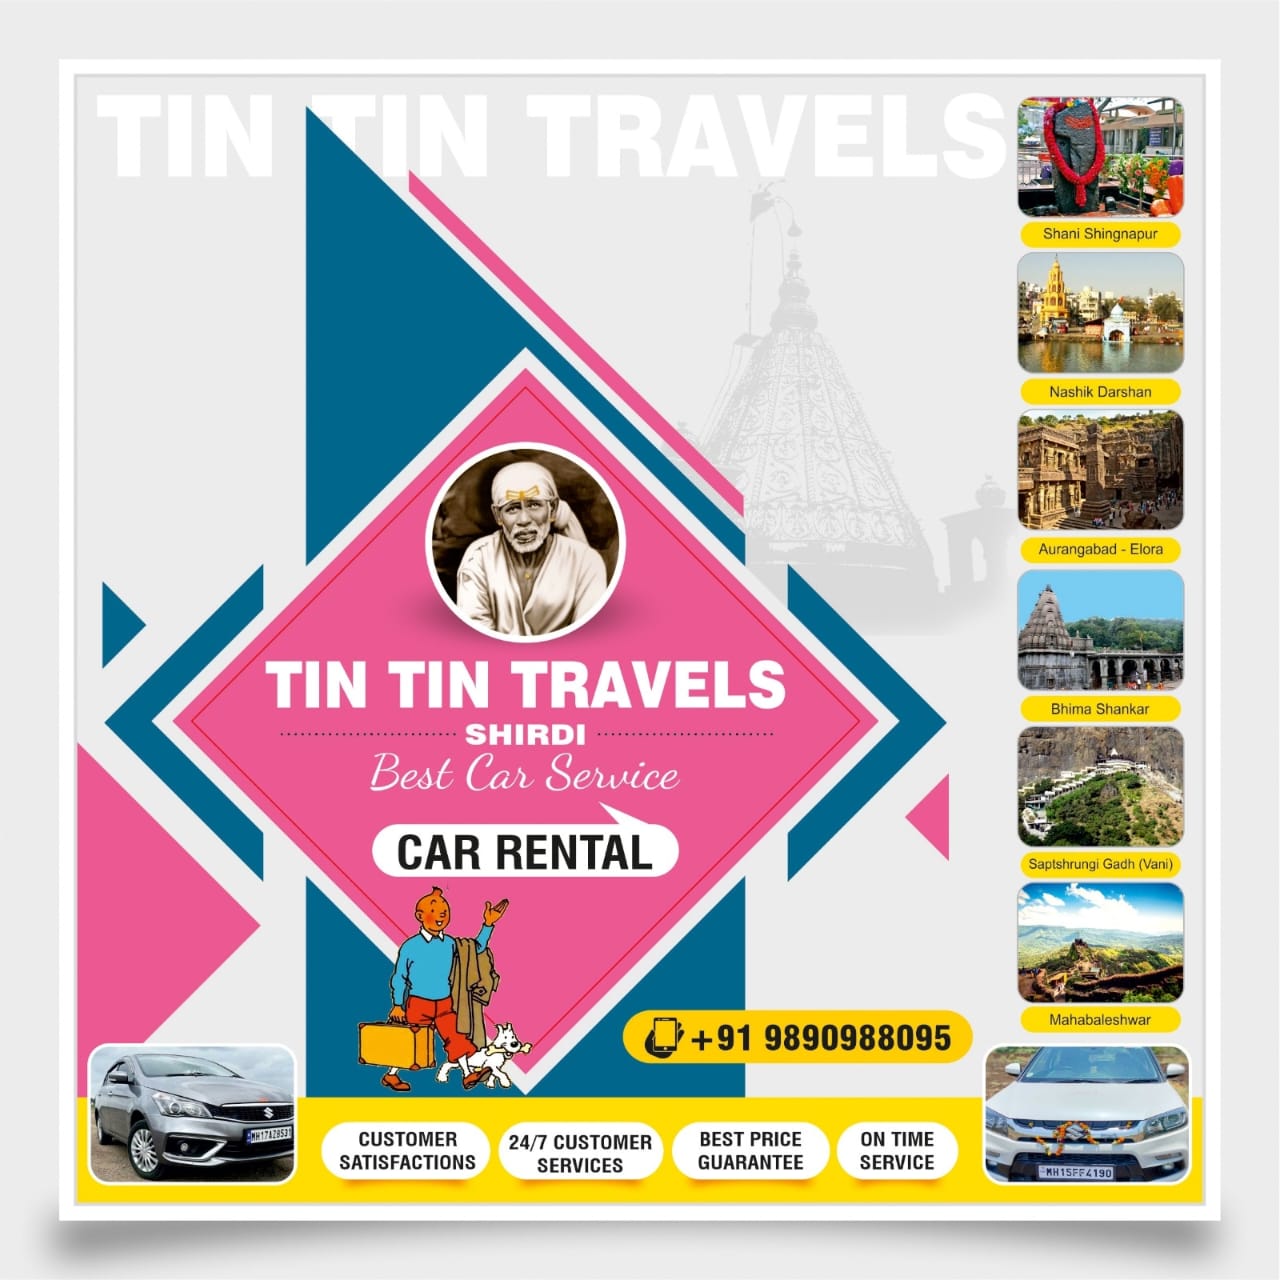 TIN TIN TRAVELS
Shani Shingnapur
Nashik Darshan
Aurangabad - Elora
Bhima Shankar
Saptshrungi Gadh (Vani)
Mahabaleshwar
TIN TIN TRAVELS
SHIRDI
Best Car Service
CAR RENTAL
+91 9890988095
MH17AZ8531
CUSTOMER
SATISFACTIONS
24/7 CUSTOMER
SERVICES
BEST PRICE
GUARANTEE
ON TIME
SERVICE
MH15FF4190